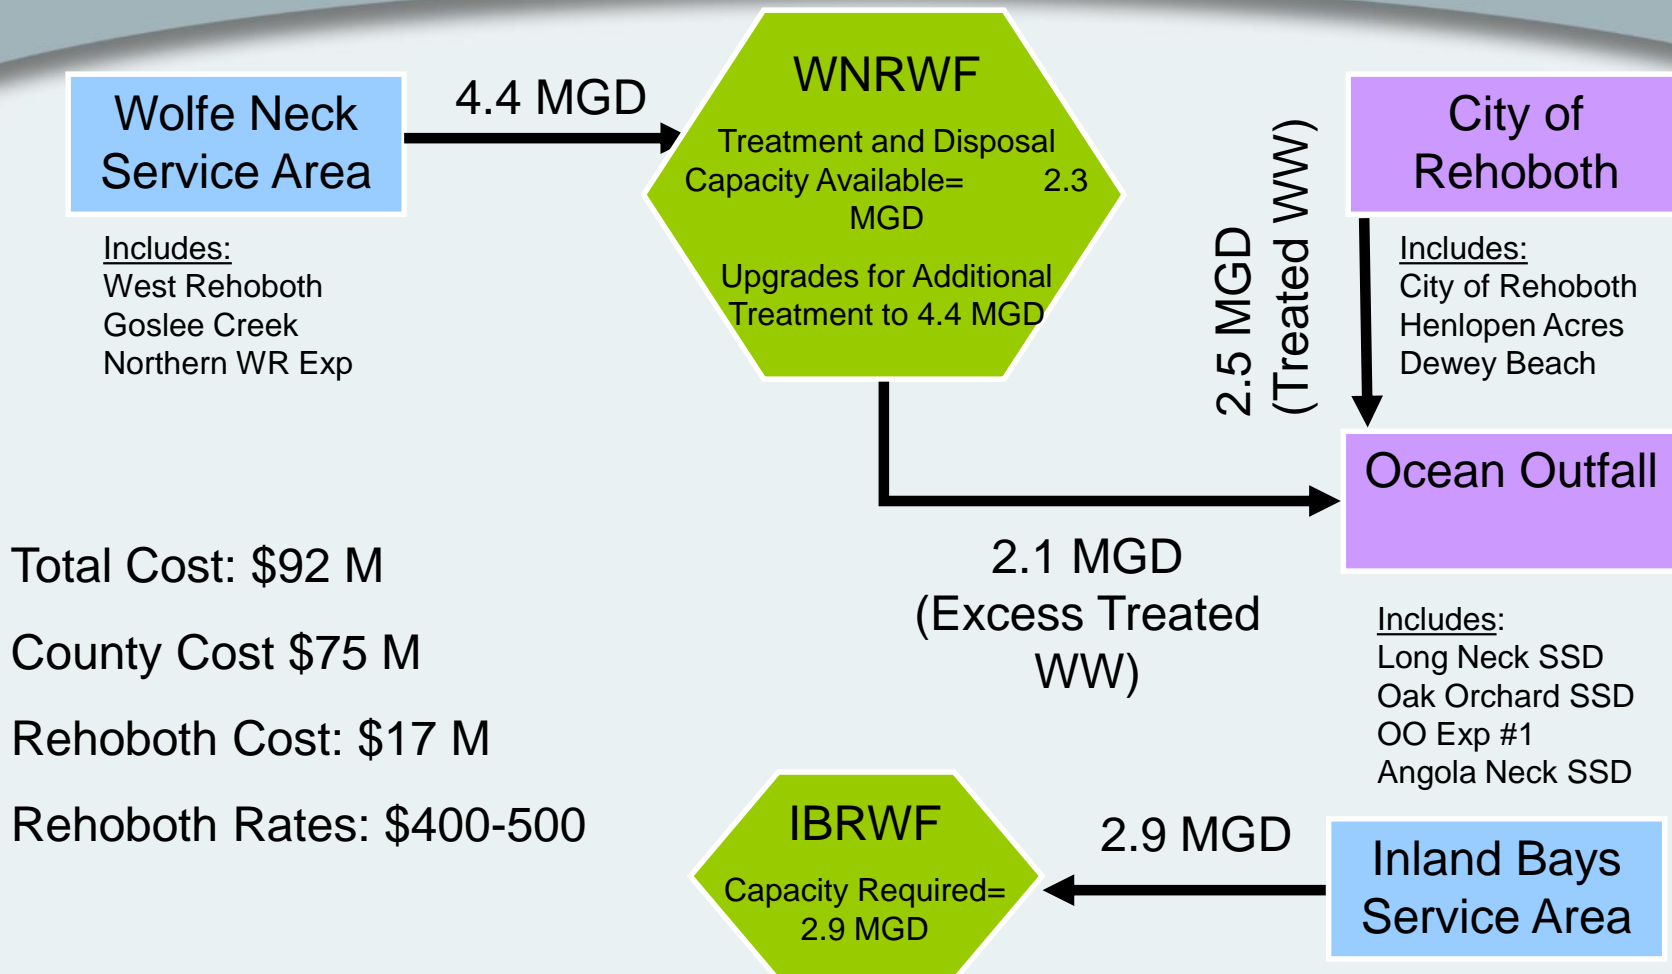 Wolfe Neck
Service Area
4.4 MGD
WNRWF
Treatment and Disposal
Capacity Available= 2.3
MGD
Upgrades for Additional
Treatment to 4.4 MGD
City of
Rehoboth
Includes:
West Rehoboth
Goslee Creek
Northern WR Exp
2.5 MGD
(Treated WW)
Includes:
City of Rehoboth
Henlopen Acres
Dewey Beach
Ocean Outfall
2.1 MGD
(Excess Treated
WW)
Total Cost: $92 M
County Cost $75 M
Rehoboth Cost: $17 M
Rehoboth Rates: $400-500
Includes:
Long Neck SSD
Oak Orchard SSD
OO Exp #1
Angola Neck SSD
IBRWF
Capacity Required=
2.9 MGD
2.9 MGD
Inland Bays
Service Area